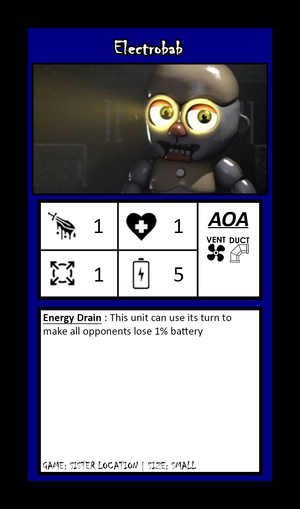 Electrobab
1 1 AOA
VENT DUCT
1 5
Energy Drain : This unit can use its turn to
make all opponents lose 1% battery
GAME: SISTER LOCATION | SIZE: SMALL